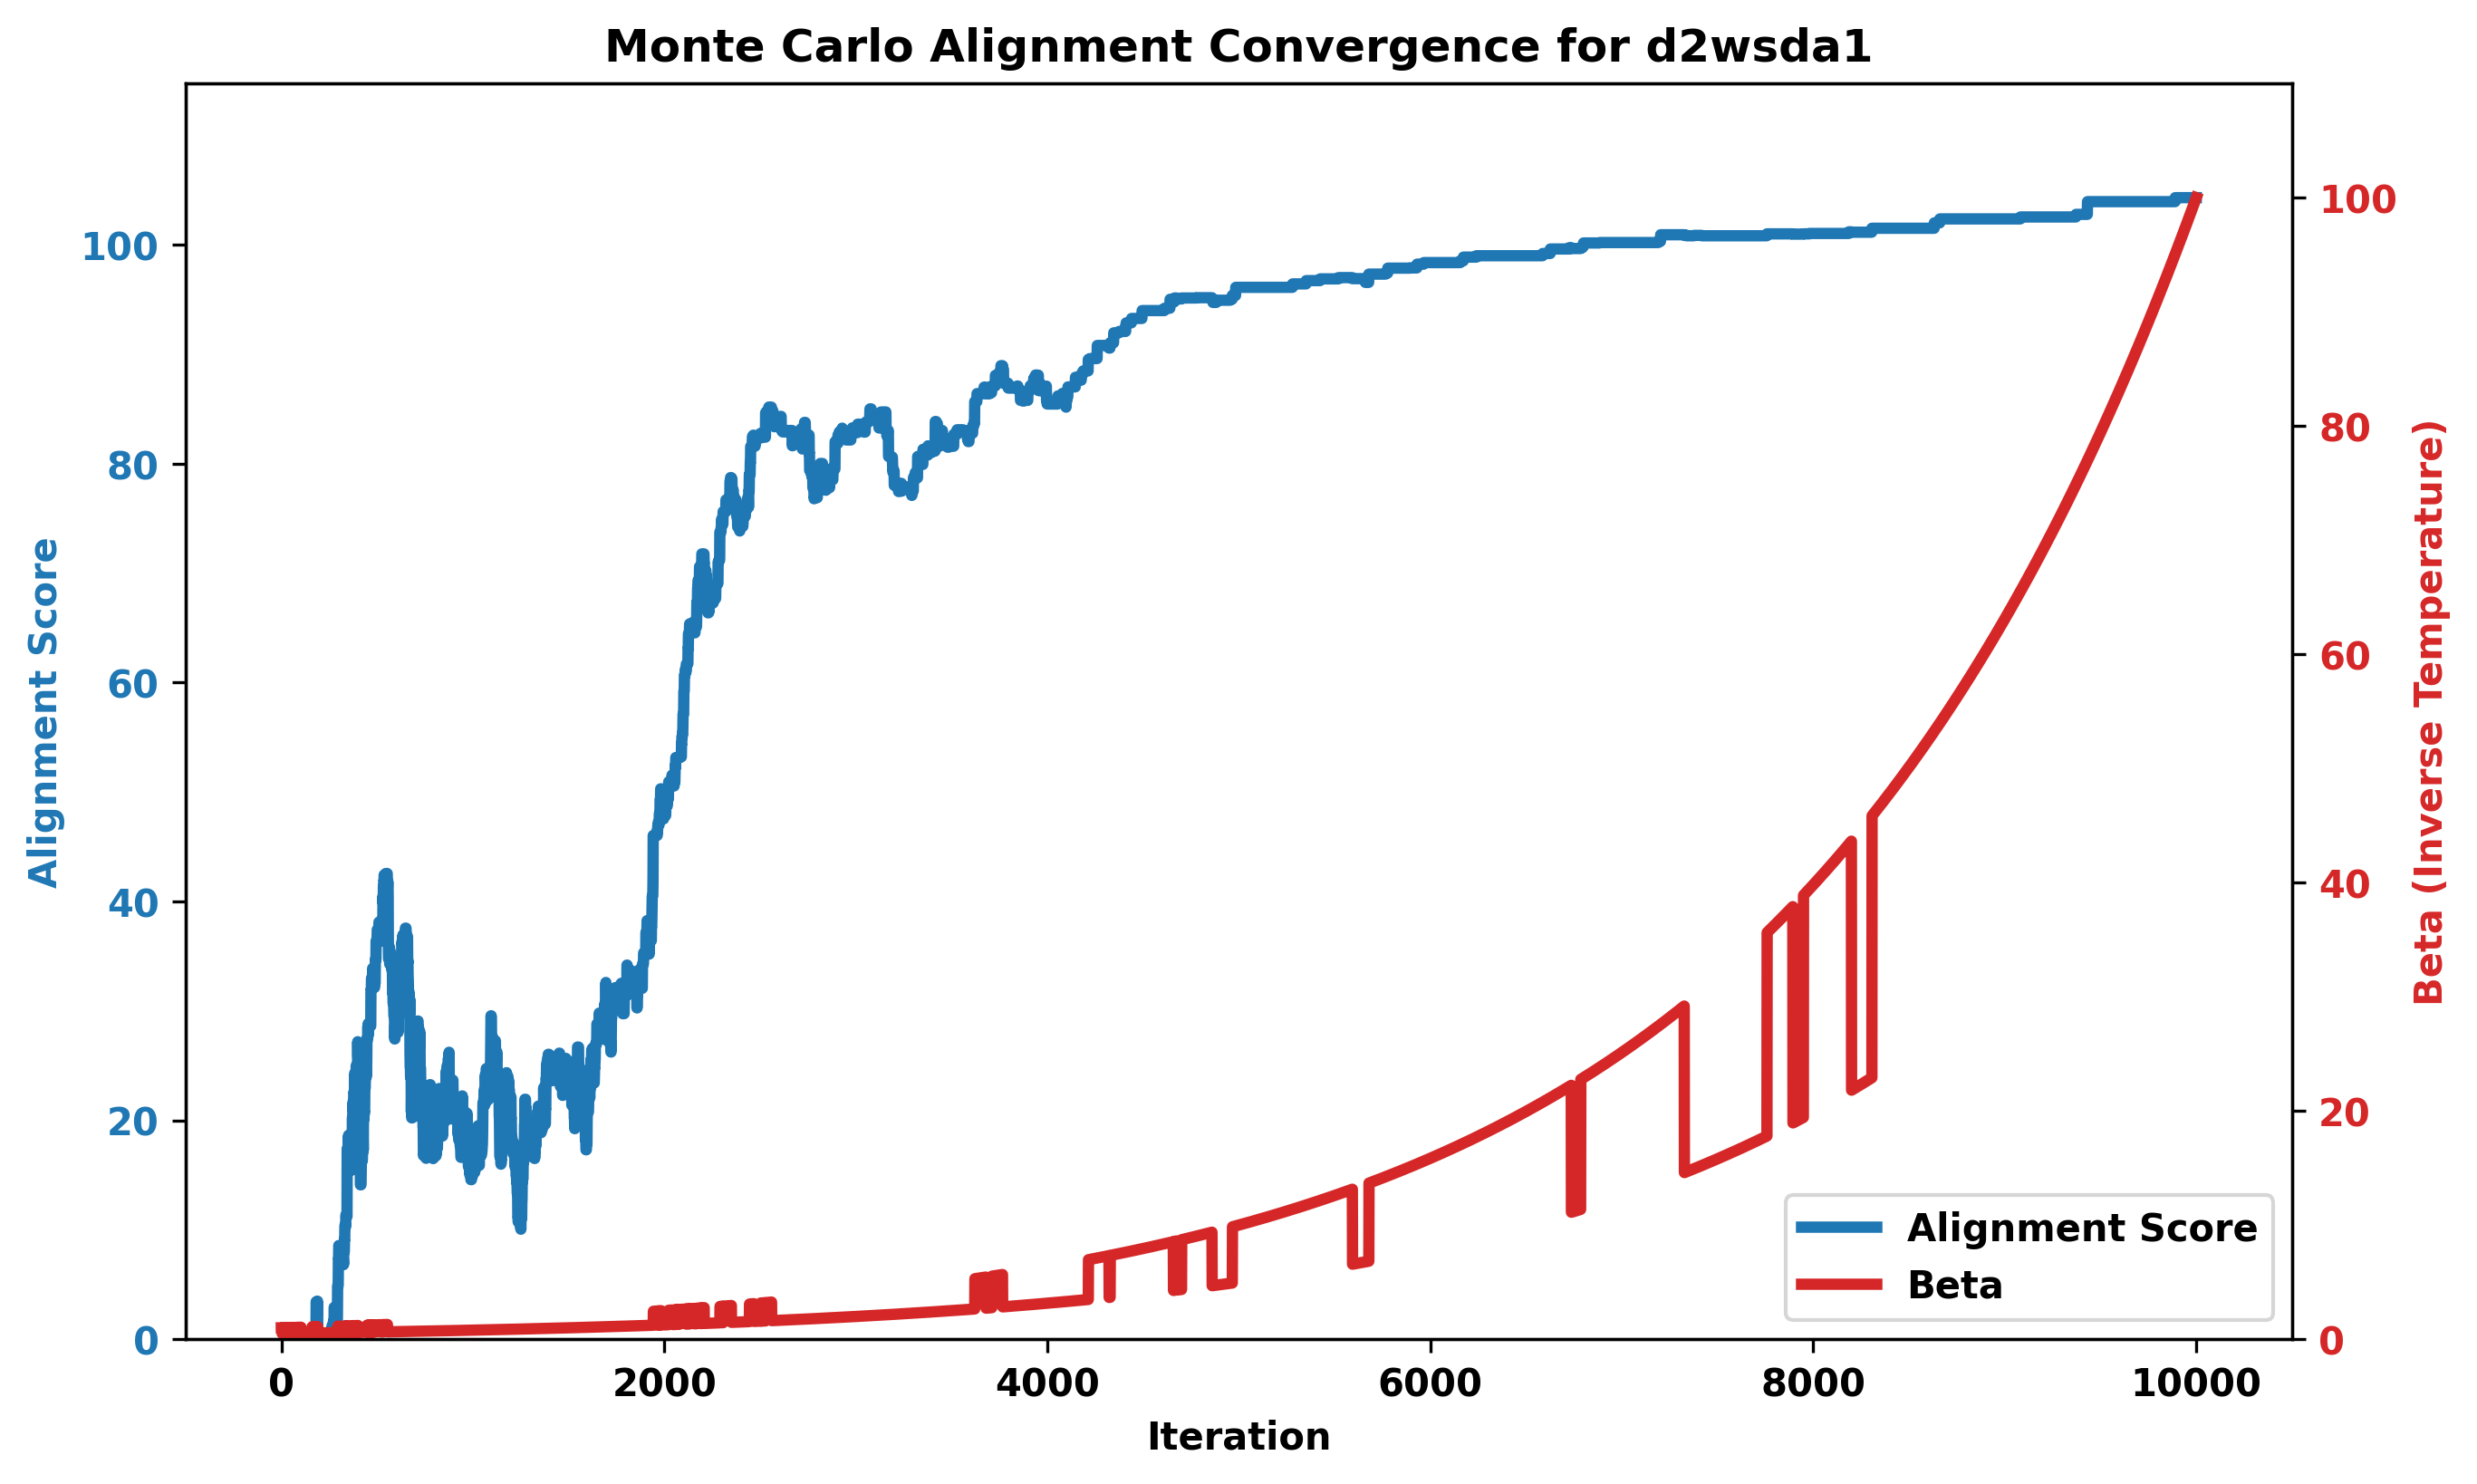 Monte Carlo Alignment Convergence for d2wsda1
Alignment Score
100
80
60
40
20
0
100
80
60
40
20
0
Beta (Inverse Temperature)
Alignment Score
Beta
0 2000 4000 6000 8000 10000
Iteration